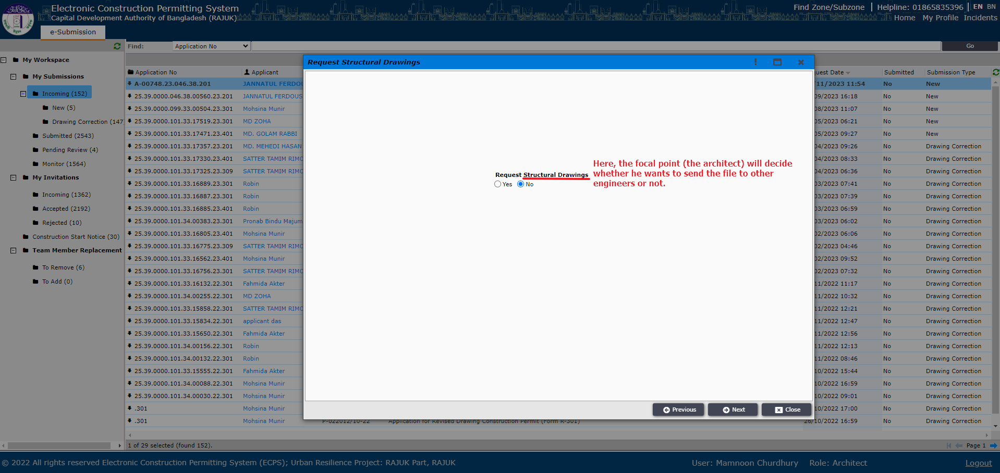 Electronic Construction Permitting System
Capital Development Authority of Bangladesh (RAJUK)
Find Zone/Subzone | Helpline: 01865835396 | EN BN
Home My Profile Incidents
e-Submission
Find: Application No Go
My Workspace
My Submissions
Incoming (152)
New (5)
Drawing Correction (147
Submitted (2543)
Pending Review (4)
Monitor (1564)
My Invitations
Incoming (1362)
Accepted (2192)
Rejected (10)
Construction Start Notice (30)
Team Member Replacement
To Remove (6)
To Add (0)
Application No Applicant uest Date Submitted Submission Type
A-00748.23.046.38.201 JANNATUL FERDOU 11/2023 11:54 No New
25.39.0000.046.38.00560.23.201 JANNATUL FERDOUS 09/2023 16:18 No New
25.39.0000.099.33.00504.23.301 Mohsina Munir 08/2023 11:07 No New
25.39.0000.101.33.17519.23.301 MD ZOHA 05/2023 06:21 No New
25.39.0000.101.33.17471.23.401 MD. GOLAM RABBI 05/2023 09:27 No New
25.39.0000.101.33.17357.23.201 MD. MEHEDI HASAN 04/2023 09:26 No Drawing Correction
25.39.0000.101.33.17330.23.401 SATTER TAMIM RIMO 04/2023 08:33 No Drawing Correction
25.39.0000.101.33.17325.23.309 SATTER TAMIM RIMO 04/2023 06:36 No Drawing Correction
25.39.0000.101.33.16889.23.301 Robin 03/2023 07:41 No Drawing Correction
25.39.0000.101.33.16887.23.301 Robin 03/2023 07:39 No Drawing Correction
25.39.0000.101.33.16885.23.401 Robin 03/2023 06:59 No Drawing Correction
25.39.0000.101.34.00383.23.301 Pronab Bindu Majum 03/2023 06:02 No Drawing Correction
25.39.0000.101.33.16805.23.401 Mohsina Munir 02/2023 06:06 No Drawing Correction
25.39.0000.101.33.16775.23.309 SATTER TAMIM RIMO 02/2023 04:46 No Drawing Correction
25.39.0000.101.33.16562.23.401 Mohsina Munir 02/2023 09:52 No Drawing Correction
25.39.0000.101.33.16756.23.301 SATTER TAMIM RIMO 02/2023 07:32 No Drawing Correction
25.39.0000.101.33.16132.22.301 Fahmida Akter 11/2022 11:17 No Drawing Correction
25.39.0000.101.34.00255.22.301 MD ZOHA 11/2022 10:32 No Drawing Correction
25.39.0000.101.33.15858.22.301 SATTER TAMIM RIMO 11/2022 12:21 No Drawing Correction
25.39.0000.101.33.15834.22.301 applicant das 11/2022 12:47 No Drawing Correction
25.39.0000.101.33.15650.22.301 Fahmida Akter 11/2022 12:56 No Drawing Correction
25.39.0000.101.34.00156.22.301 Robin 11/2022 12:13 No Drawing Correction
25.39.0000.101.34.00132.22.301 Robin 11/2022 08:46 No Drawing Correction
25.39.0000.101.33.15555.22.301 Fahmida Akter 10/2022 15:44 No Drawing Correction
25.39.0000.101.34.00088.22.301 Mohsina Munir 10/2022 16:59 No Drawing Correction
25.39.0000.101.34.00030.22.301 Mohsina Munir 10/2022 09:01 No Drawing Correction
.301 Mohsina Munir 10/2022 17:00 No Drawing Correction
.301 Mohsina Munir P-022012/10-22 Application for Revised Drawing Construction Permit (Form R-301) 26/10/2022 16:59 No Drawing Correction
Request Structural Drawings
Request Structural Drawings
Yes No
Here, the focal point (the architect) will decide
whether he wants to send the file to other
engineers or not.
Previous Next Close
1 of 29 selected (found 152). Page 1
© 2022 All rights reserved Electronic Construction Permitting System (ECPS); Urban Resilience Project: RAJUK Part, RAJUK User: Mamnoon Churdhury Role: Architect Logout